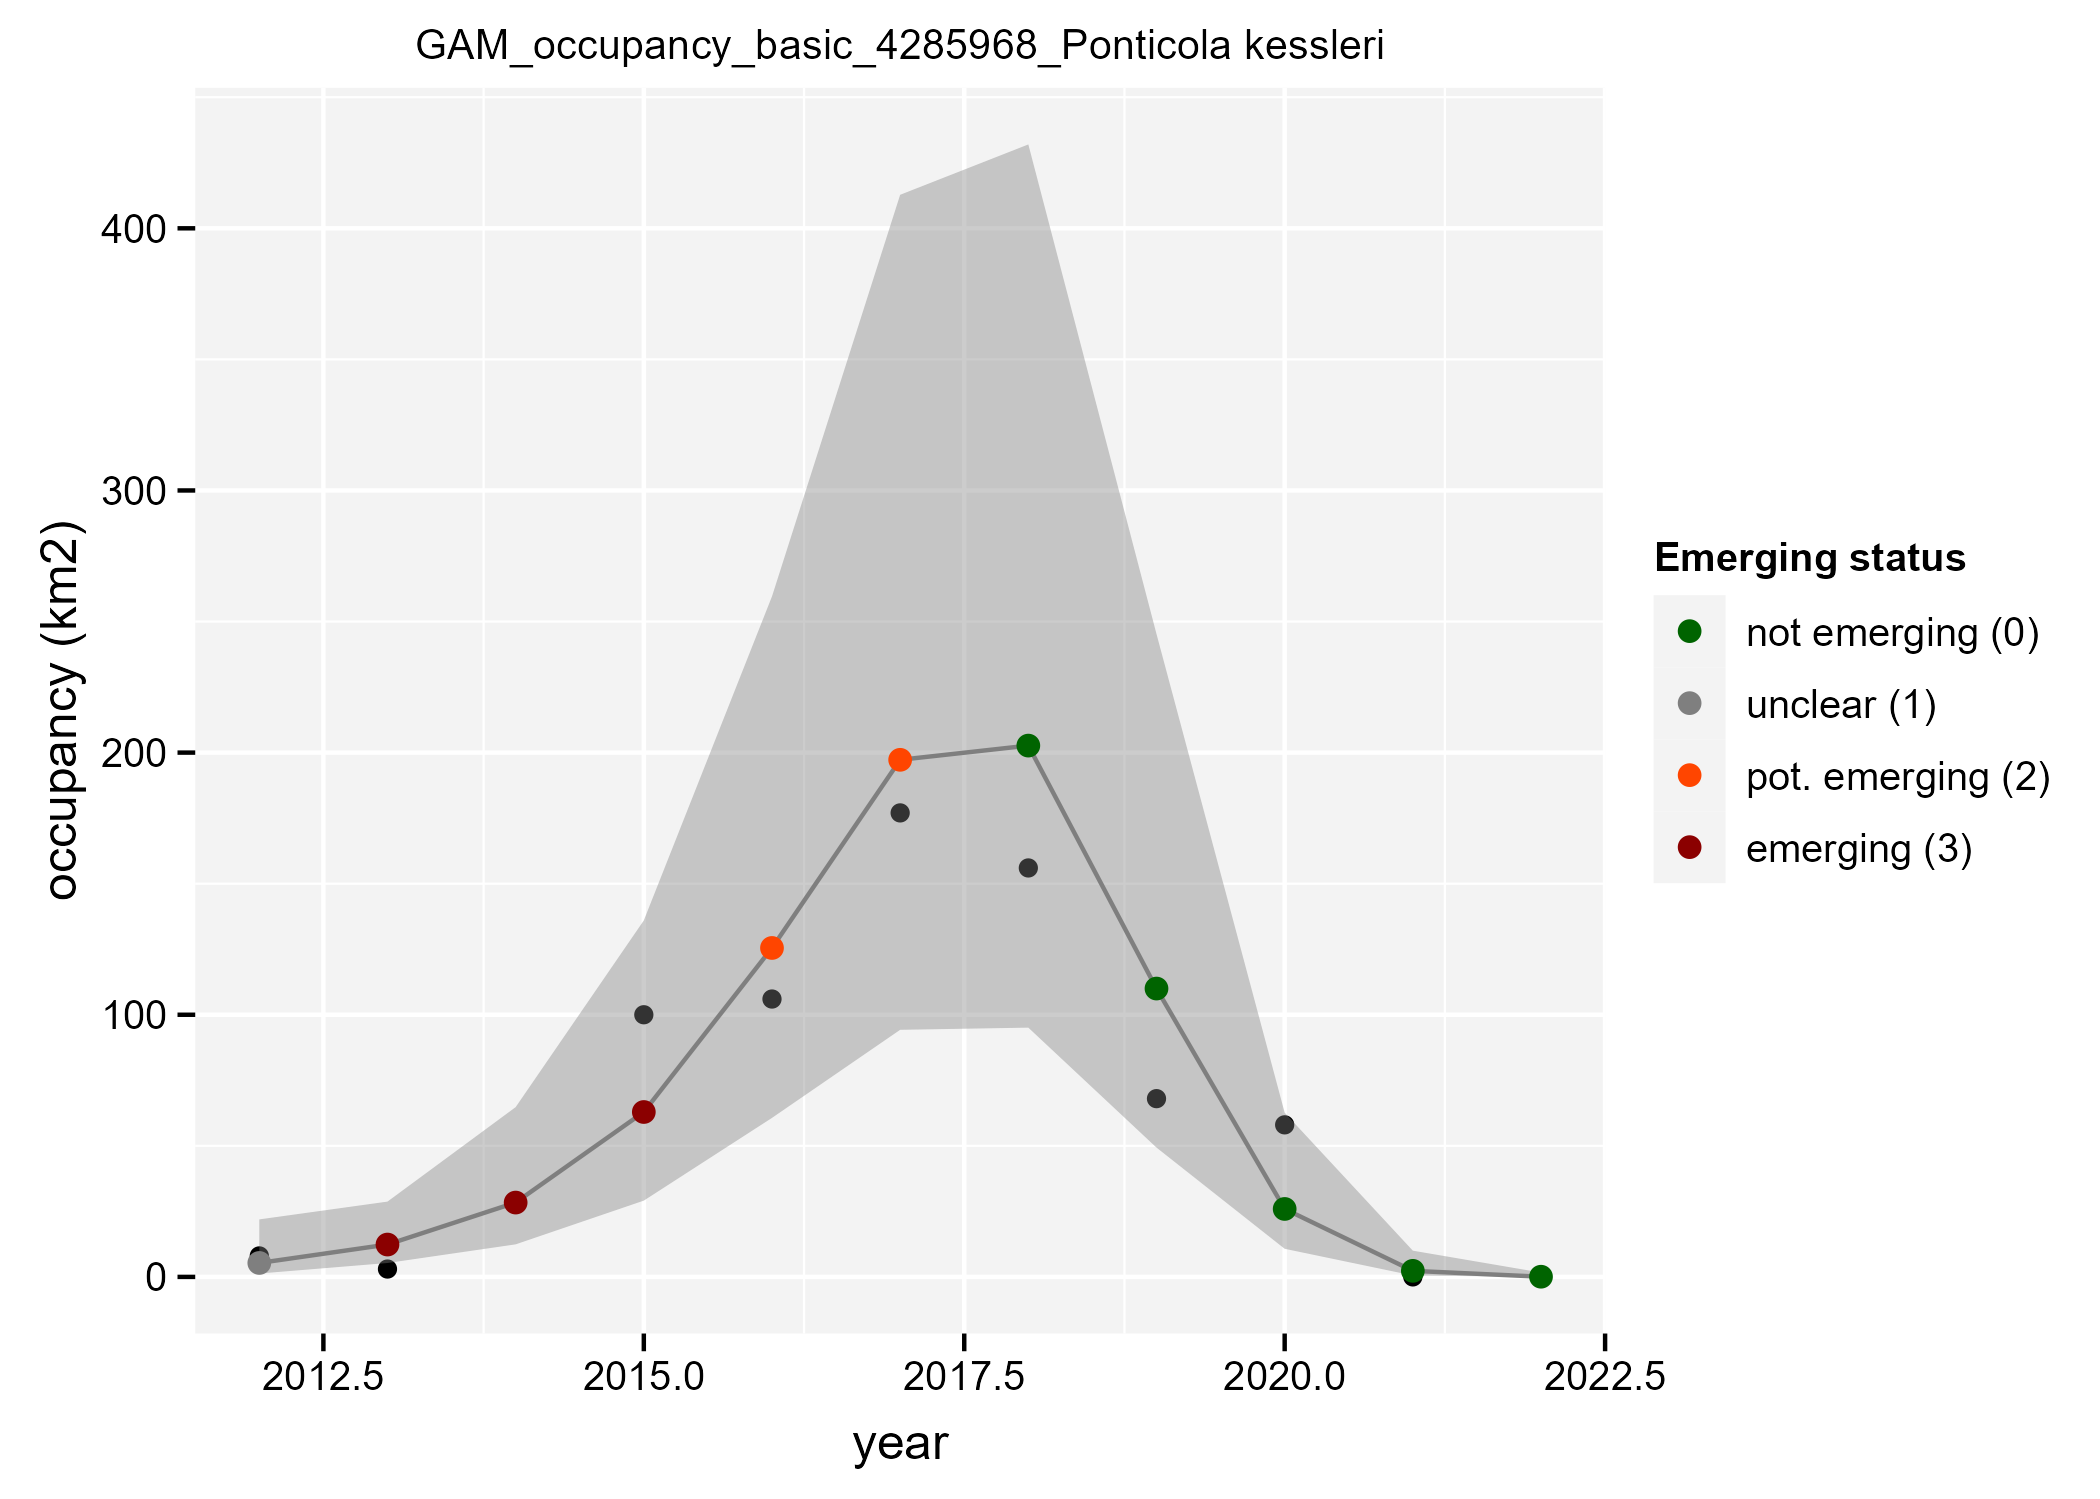 GAM_occupancy_basic_4285968_Ponticola kessleri
occupancy (km2)
400
300
200
100
0
2012.5 2015.0 2017.5 2020.0 2022.5
year
Emerging status
not emerging (0)
unclear (1)
pot. emerging (2)
emerging (3)